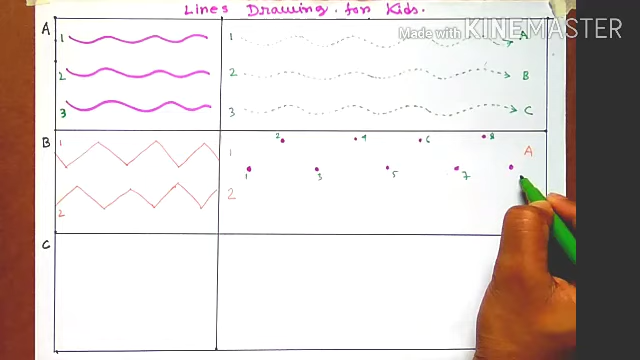 Lines Drawing for Kids.
Made with KINEMASTER
A
1
2
3
1 A
2 B
3 C
B
1
2
2 4 6 8
1 A
1 3 5 7
2
C